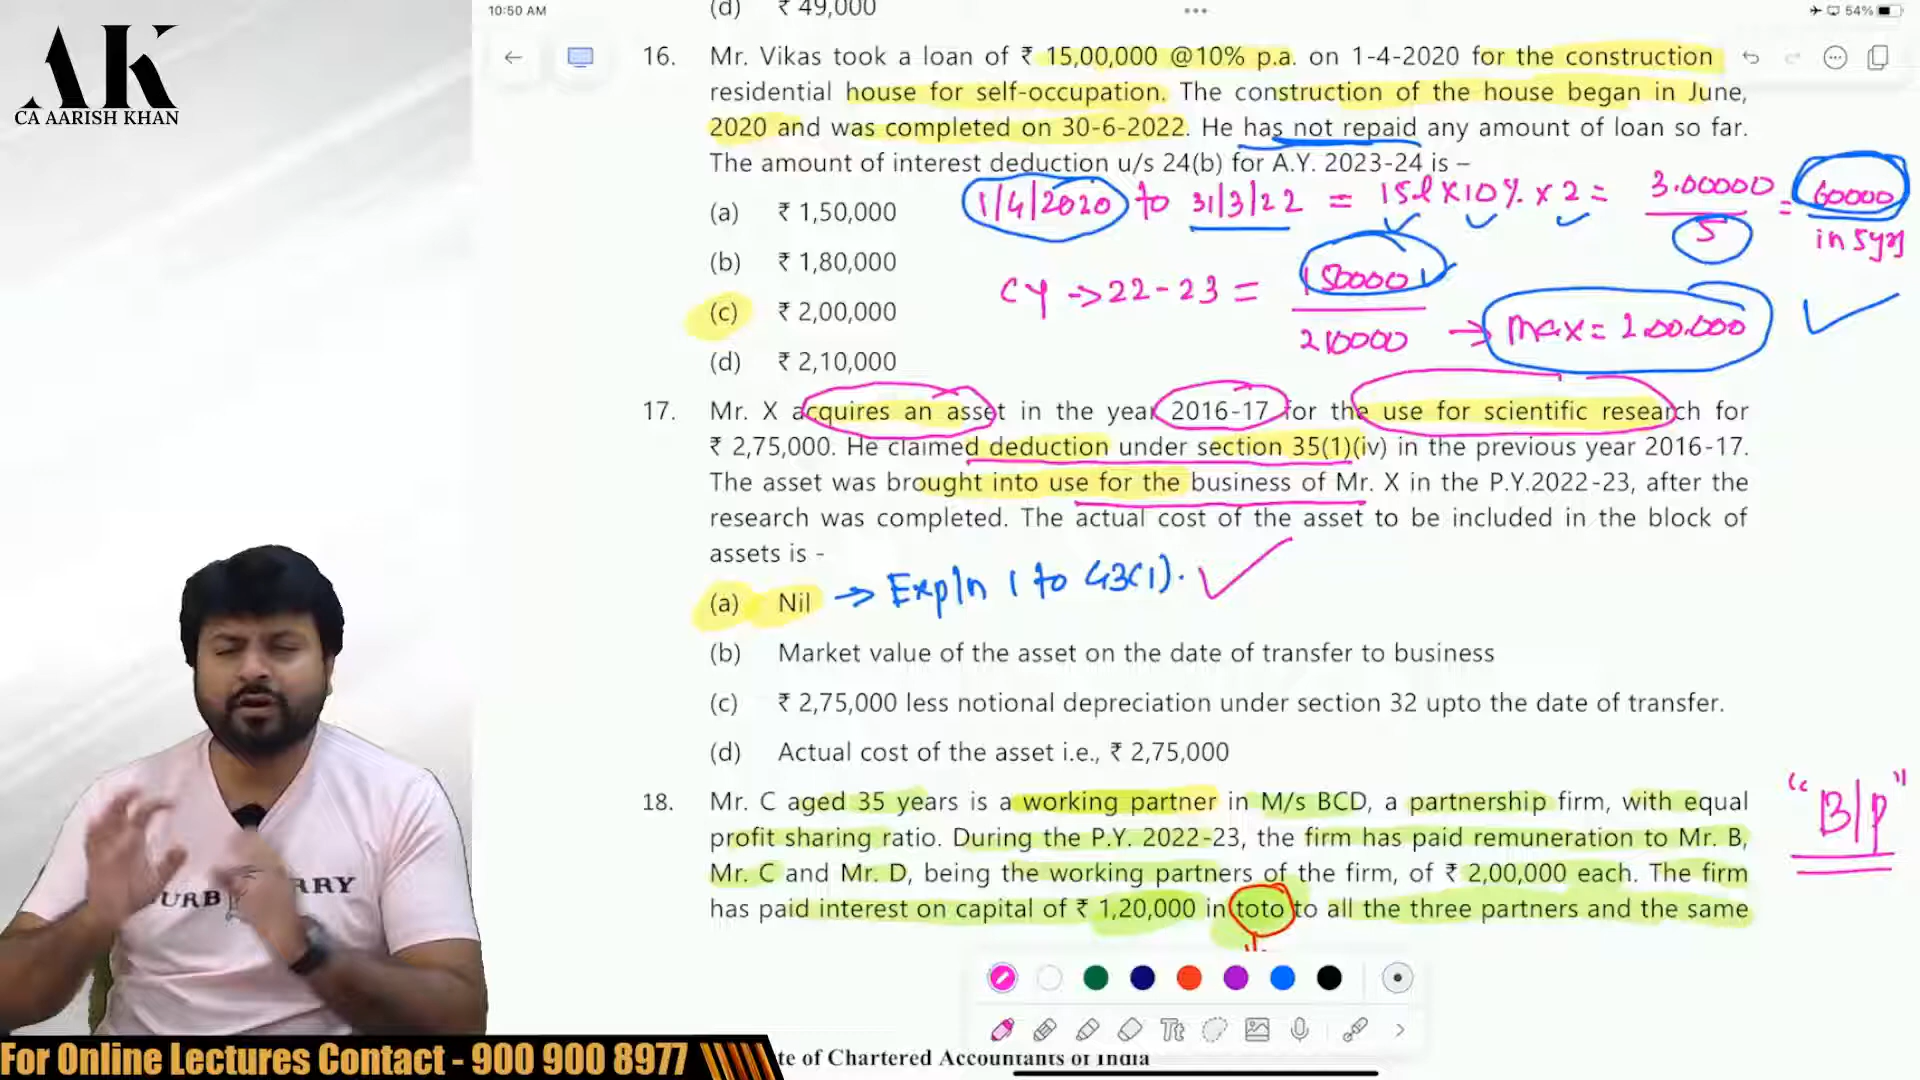 10:50 AM
54%
AK
CA AARISH KHAN
(d) ₹ 49,000
16. Mr. Vikas took a loan of ₹ 15,00,000 @10% p.a. on 1-4-2020 for the construction
residential house for self-occupation. The construction of the house began in June,
2020 and was completed on 30-6-2022. He has not repaid any amount of loan so far.
The amount of interest deduction u/s 24(b) for A.Y. 2023-24 is –
1/4/2020 to 31/3/22 = 15L × 10% × 2 = 3.00000 = 60000
5 in 5yrs
(a) ₹ 1,50,000
(b) ₹ 1,80,000
CY → 22-23 = 150000
(c) ₹ 2,00,000
210000 → max = 2.00.000
(d) ₹ 2,10,000
17. Mr. X acquires an asset in the year 2016-17 for the use for scientific research for
₹ 2,75,000. He claimed deduction under section 35(1)(iv) in the previous year 2016-17.
The asset was brought into use for the business of Mr. X in the P.Y.2022-23, after the
research was completed. The actual cost of the asset to be included in the block of
assets is -
(a) Nil → Expln 1 to 43(1).
(b) Market value of the asset on the date of transfer to business
(c) ₹ 2,75,000 less notional depreciation under section 32 upto the date of transfer.
(d) Actual cost of the asset i.e., ₹ 2,75,000
18. Mr. C aged 35 years is a working partner in M/s BCD, a partnership firm, with equal
profit sharing ratio. During the P.Y. 2022-23, the firm has paid remuneration to Mr. B,
Mr. C and Mr. D, being the working partners of the firm, of ₹ 2,00,000 each. The firm
has paid interest on capital of ₹ 1,20,000 in toto to all the three partners and the same
"B/P"
Tt
URB RRY
For Online Lectures Contact - 900 900 8977
te of Chartered Accountants of India